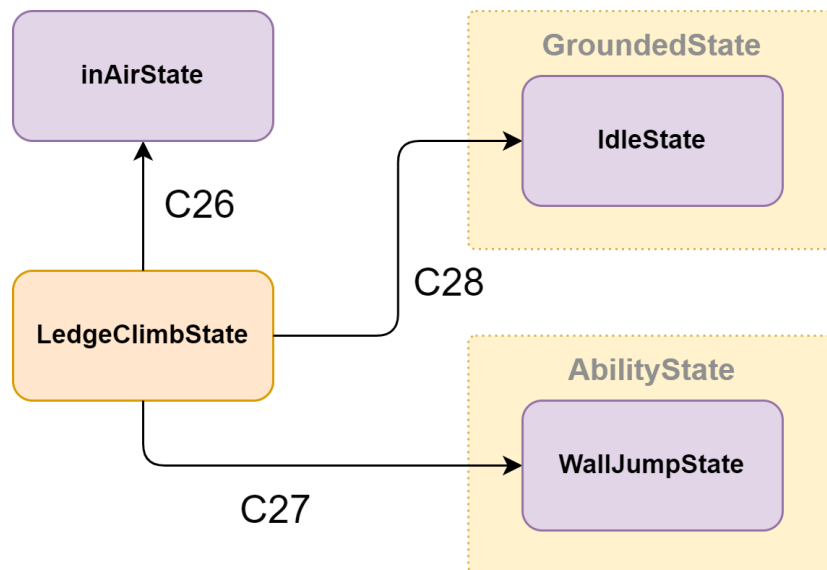 inAirState
GroundedState
IdleState
C26
C28
LedgeClimbState
AbilityState
WallJumpState
C27